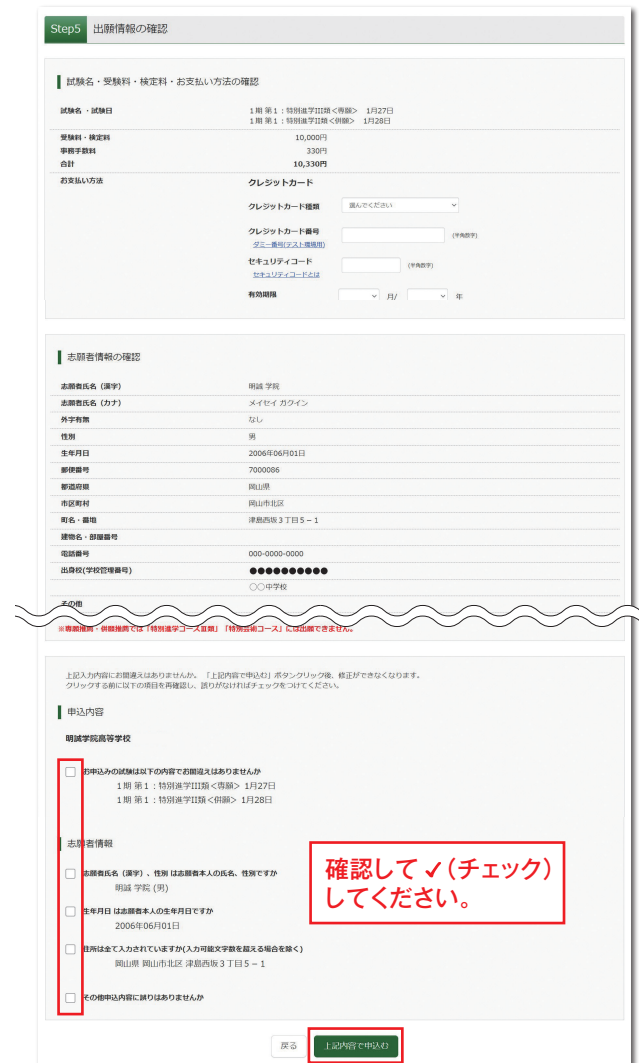 Step5 出願情報の確認
試験名・受験料・検定料・お支払い方法の確認
試験名・試験日 1期 第1：特別進学III類<専願> 1月27日
1期 第1：特別進学II類<併願> 1月28日
受験料・検定料 10,000円
事務手数料 330円
合計 10,330円
お支払い方法 クレジットカード
クレジットカード種類 選んでください
クレジットカード番号 (半角数字)
ダミー番号(テスト環境用)
セキュリティコード (半角数字)
セキュリティコードとは
有効期限 月/ 年
志願者情報の確認
志願者氏名（漢字） 明誠 学院
志願者氏名（カナ） メイセイ ガクイン
外字有無 なし
性別 男
生年月日 2006年06月01日
郵便番号 7000086
都道府県 岡山県
市区町村 岡山市北区
町名・番地 津島西坂３丁目５－１
建物名・部屋番号
電話番号 000-0000-0000
出身校(学校管理番号) ●●●●●●●●●●
○○中学校
その他
※専願推薦・併願推薦では「特別進学コースⅢ類」「特別芸術コース」には出願できません。
上記入力内容にお間違えはありませんか。「上記内容で申込む」ボタンクリック後、修正ができなくなります。
クリックする前に以下の項目を再確認し、誤りがなければチェックをつけてください。
申込内容
明誠学院高等学校
お申込みの試験は以下の内容でお間違えはありませんか
1期 第1：特別進学III類<専願> 1月27日
1期 第1：特別進学II類<併願> 1月28日
志願者情報
志願者氏名（漢字）、性別 は志願者本人の氏名、性別ですか
明誠 学院 (男)
生年月日 は志願者本人の生年月日ですか
2006年06月01日
住所は全て入力されていますか(入力可能文字数を超える場合を除く)
岡山県 岡山市北区 津島西坂３丁目５－１
その他申込内容に誤りはありませんか
確認して✓(チェック)
してください。
戻る 上記内容で申込む